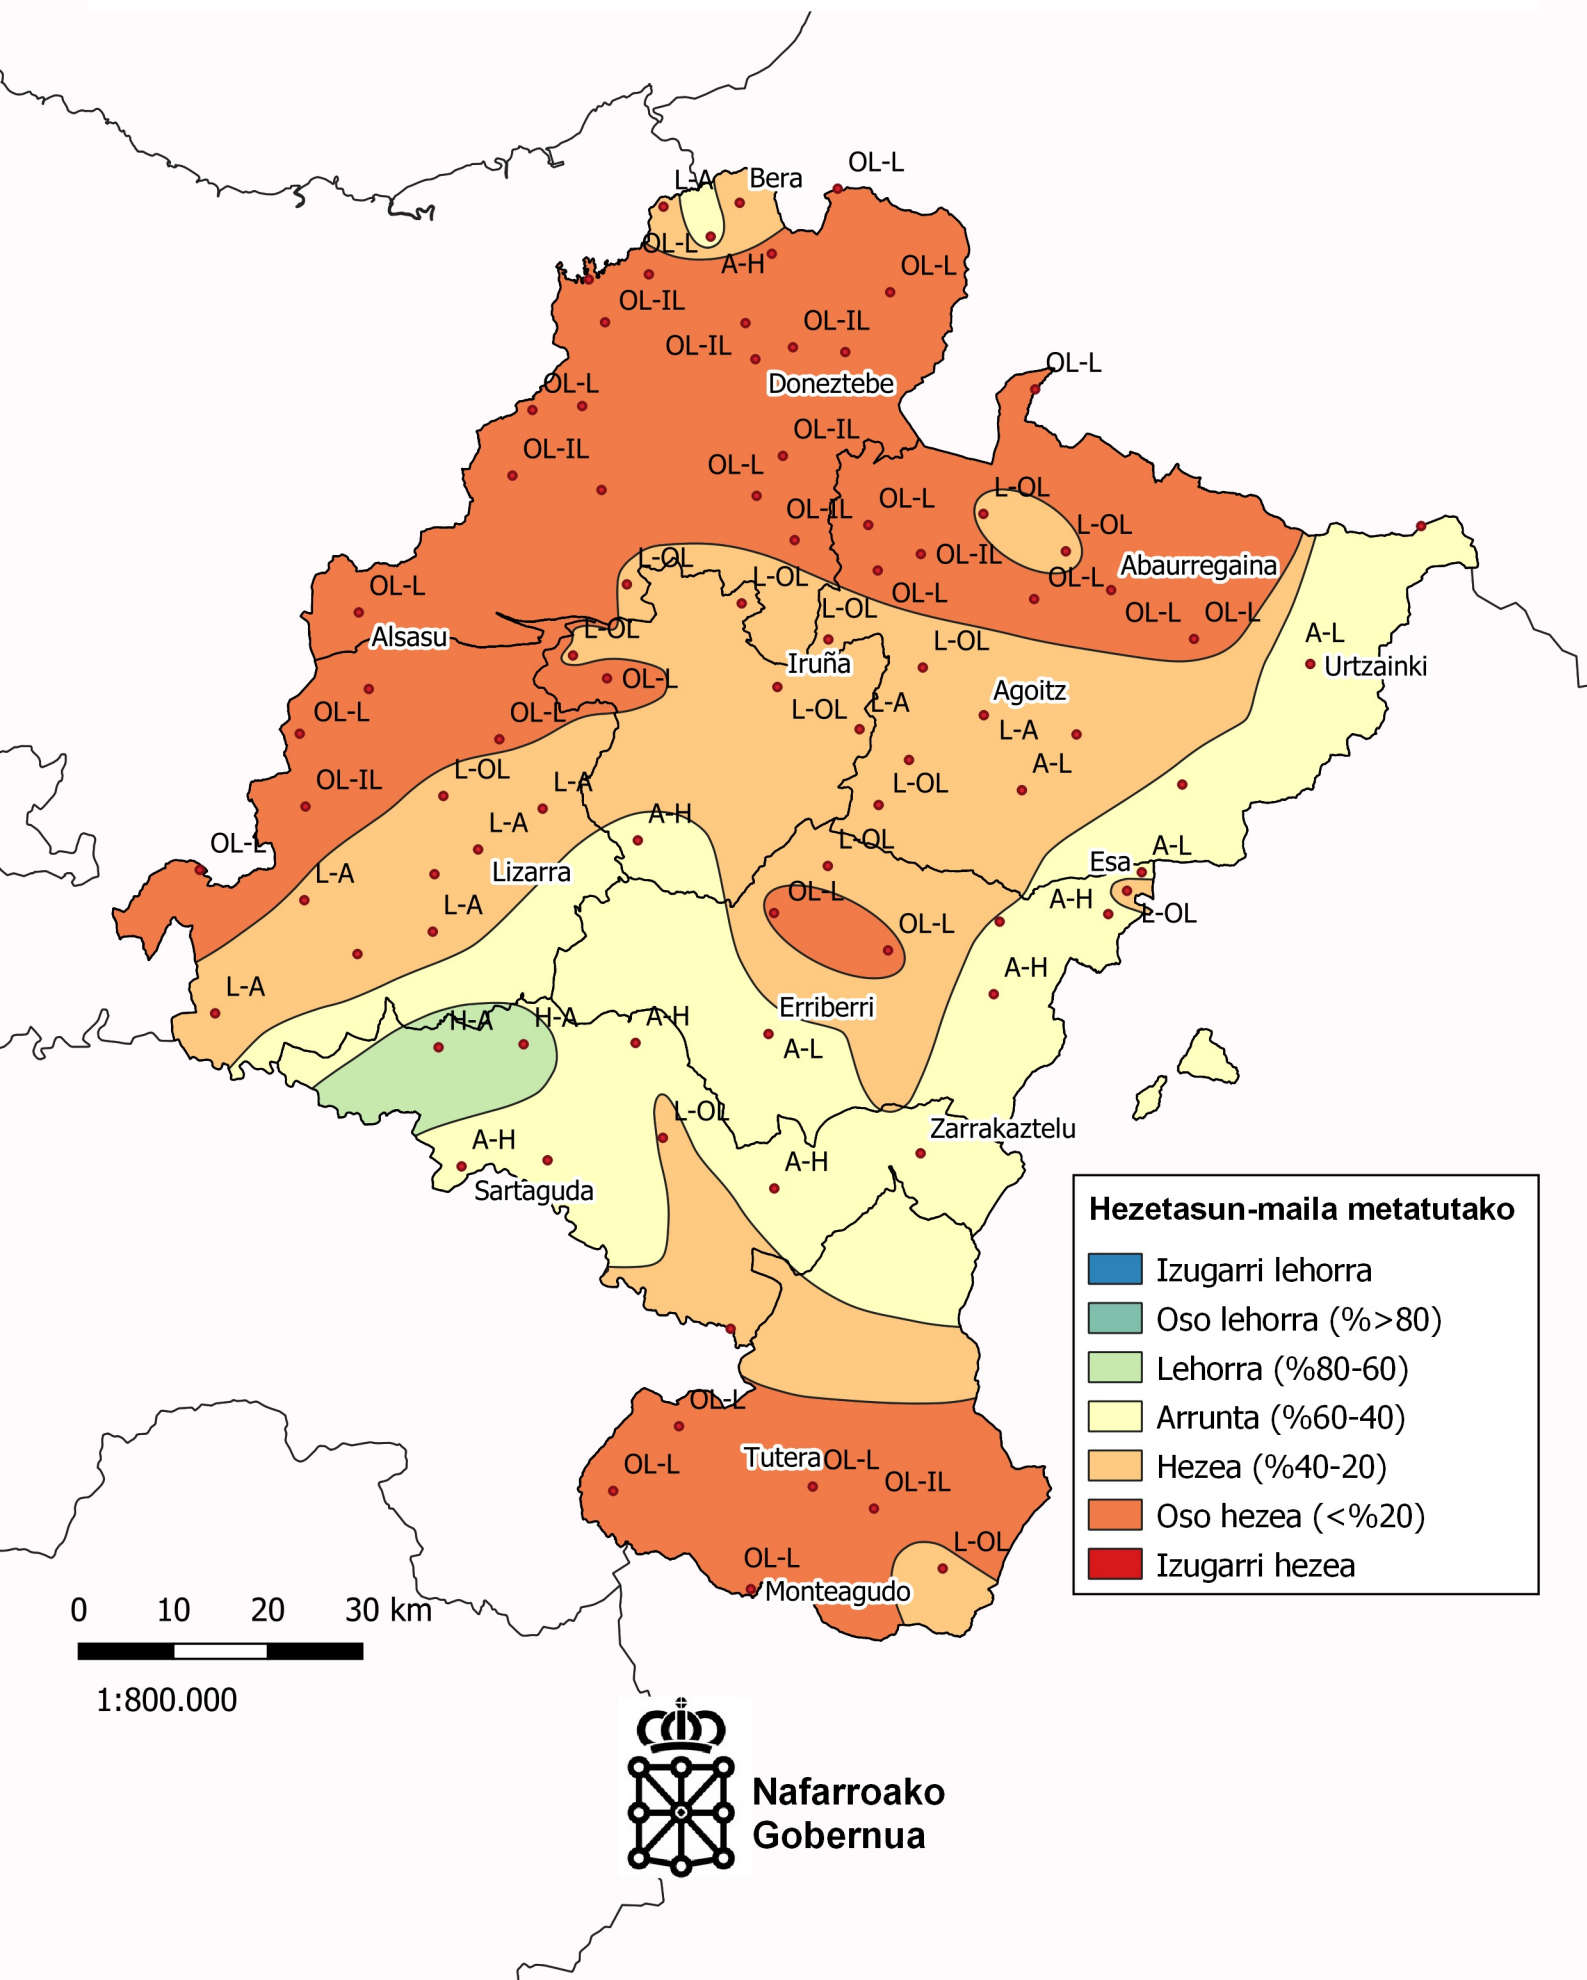 OL-L
L-A
Bera
OL-L
A-H
OL-L
OL-IL
OL-IL
OL-IL
Doneztebe
OL-L
OL-L
OL-IL
OL-IL
OL-L
OL-IL
OL-L
L-OL
L-OL
OL-IL
Abaurregaina
OL-L
OL-L
OL-L
OL-L
L-OL
L-OL
L-OL
OL-L
Alsasu
L-OL
Iruña
L-OL
A-L
Urtzainki
OL-L
Agoitz
OL-L
OL-L
L-OL
L-A
L-A
A-L
L-OL
OL-IL
L-OL
L-A
A-H
L-A
OL-L
L-OL
A-L
Esa
Lizarra
L-A
OL-L
A-H
L-OL
L-A
OL-L
A-H
L-A
Erriberri
H-A
H-A
A-H
A-L
L-OL
Zarrakaztelu
A-H
A-H
Sartaguda
OL-L
OL-L
Tutera
OL-L
OL-IL
L-OL
OL-L
Monteagudo
Hezetasun-maila metatutako
Izugarri lehorra
Oso lehorra (%>80)
Lehorra (%80-60)
Arrunta (%60-40)
Hezea (%40-20)
Oso hezea (<%20)
Izugarri hezea
0 10 20 30 km
1:800.000
Nafarroako
Gobernua